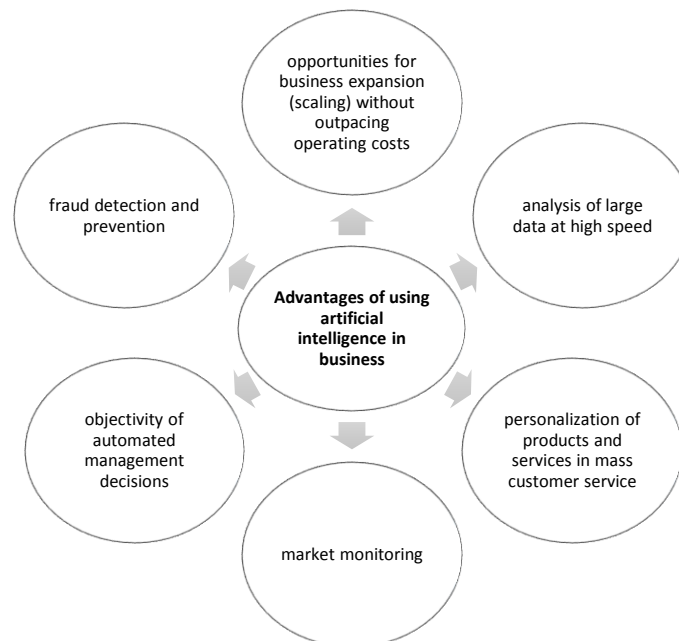 opportunities for
business expansion
(scaling) without
outpacing
operating costs
fraud detection and
prevention
analysis of large
data at high speed
Advantages of using
artificial
intelligence in
business
objectivity of
automated
management
decisions
personalization of
products and
services in mass
customer service
market monitoring